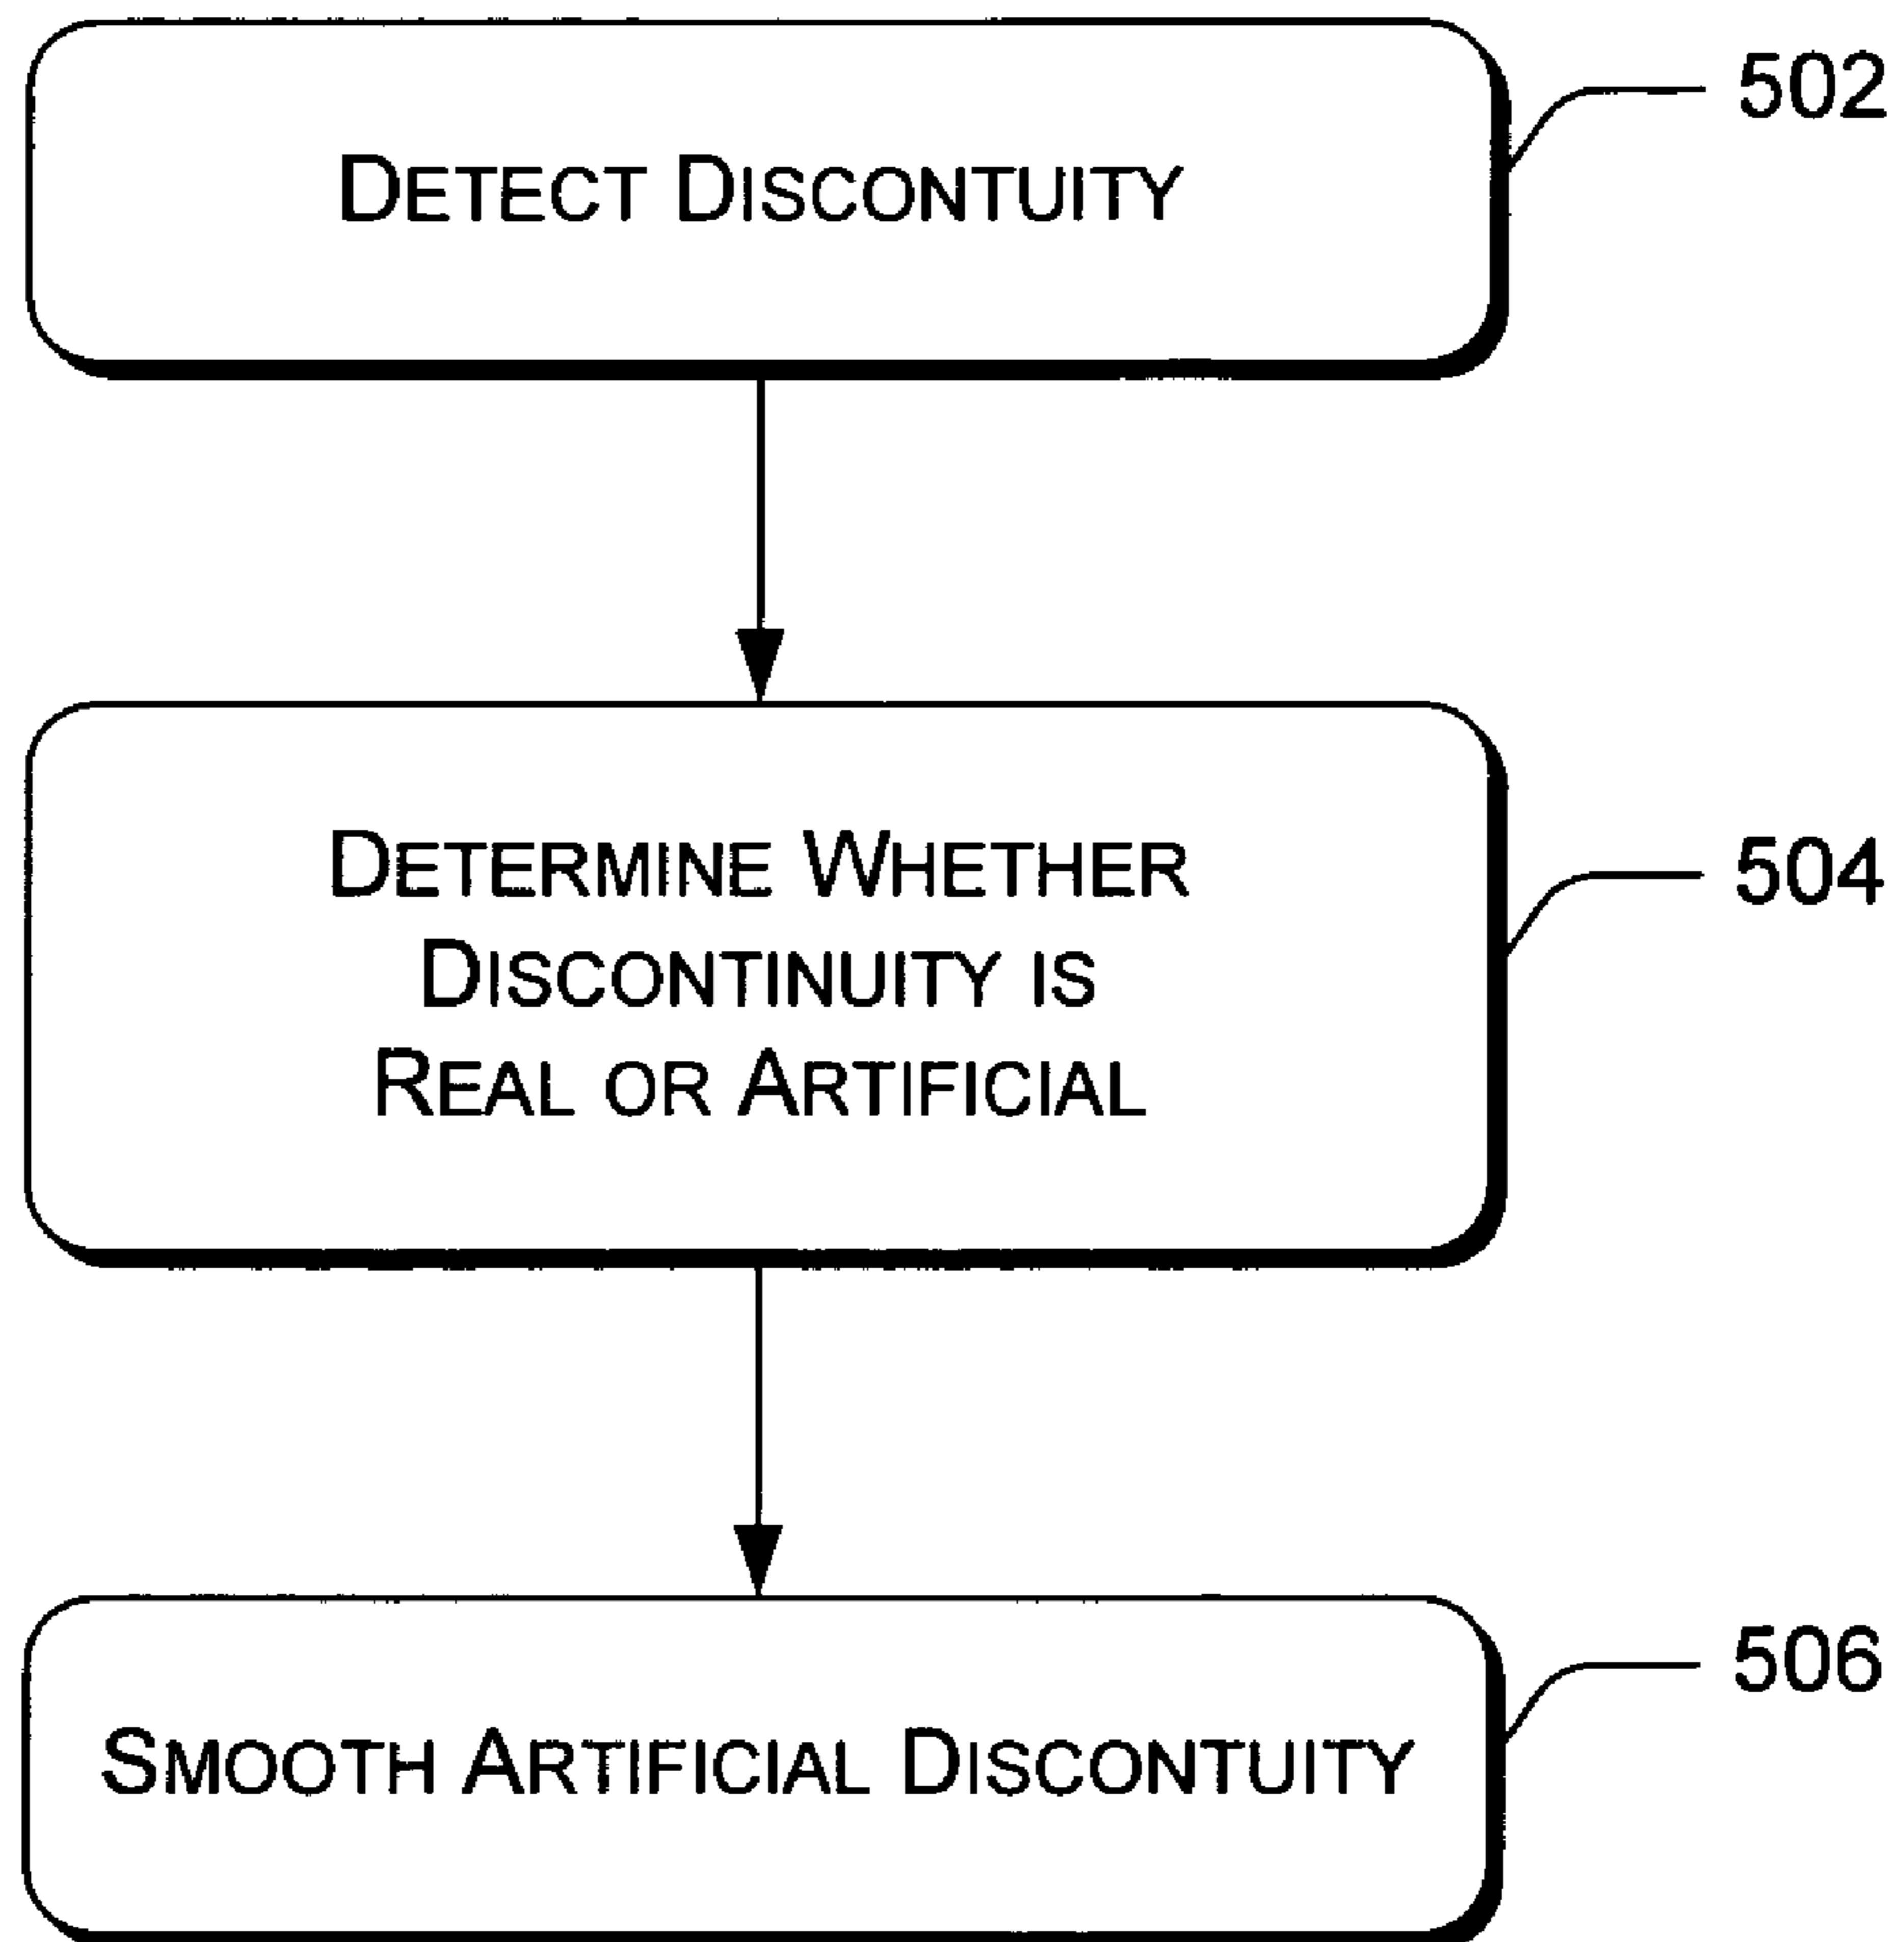 DETECT DISCONTUITY
502
DETERMINE WHETHER
DISCONTINUITY IS
REAL OR ARTIFICIAL
504
SMOOTH ARTIFICIAL DISCONTUITY
506